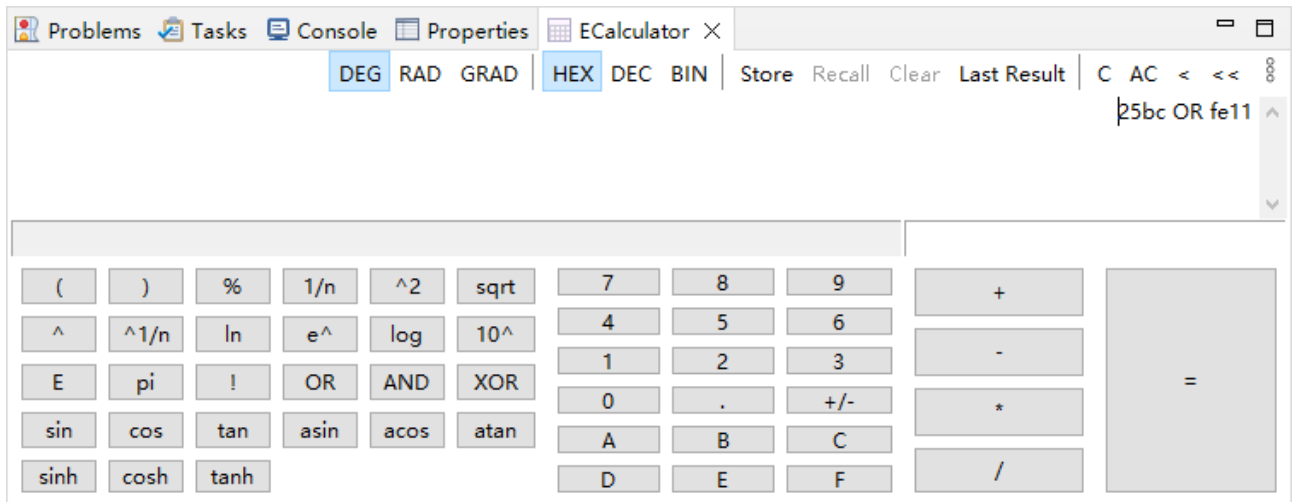 Problems Tasks Console Properties ECalculator
DEG RAD GRAD HEX DEC BIN Store Recall Clear Last Result C AC < <<
25bc OR fe11
( ) % 1/n ^2 sqrt 7 8 9 +
^ ^1/n ln e^ log 10^ 4 5 6 -
E pi ! OR AND XOR 1 2 3 =
0 . +/- *
sin cos tan asin acos atan A B C
sinh cosh tanh D E F /